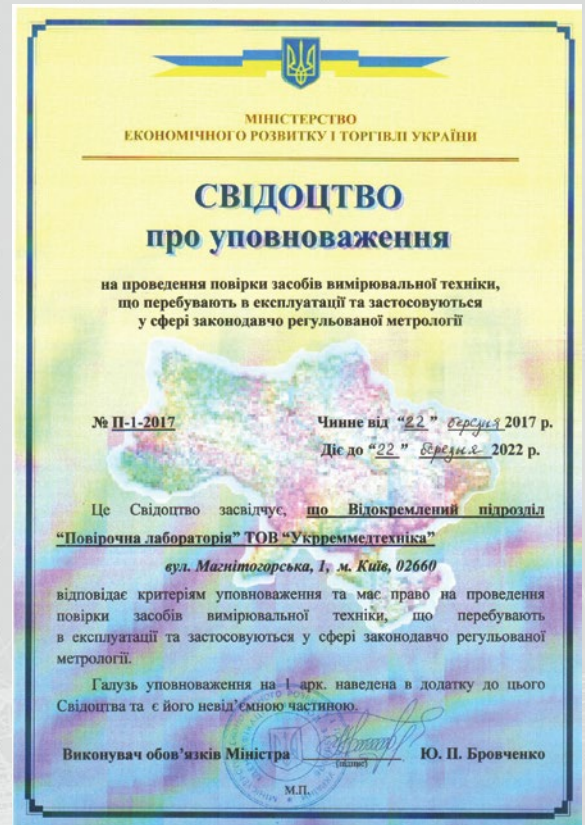 МІНІСТЕРСТВО
ЕКОНОМІЧНОГО РОЗВИТКУ І ТОРГІВЛІ УКРАЇНИ
СВІДОЦТВО
про уповноваження
на проведення повірки засобів вимірювальної техніки,
що перебувають в експлуатації та застосовуються
у сфері законодавчо регульованої метрології
№ П-1-2017 Чинне від “22” березня 2017 р.
Діє до “22” березня 2022 р.
Це Свідоцтво засвідчує, що Відокремлений підрозділ
“Повірочна лабораторія” ТОВ “Укрреммедтехніка”
вул. Магнітогорська, 1, м. Київ, 02660
відповідає критеріям уповноваження та має право на проведення
повірки засобів вимірювальної техніки, що перебувають
в експлуатації та застосовуються у сфері законодавчо регульованої
метрології.
Галузь уповноваження на 1 арк. наведена в додатку до цього
Свідоцтва та є його невід’ємною частиною.
Виконувач обов’язків Міністра Ю. П. Бровченко
(підпис)
М.П.